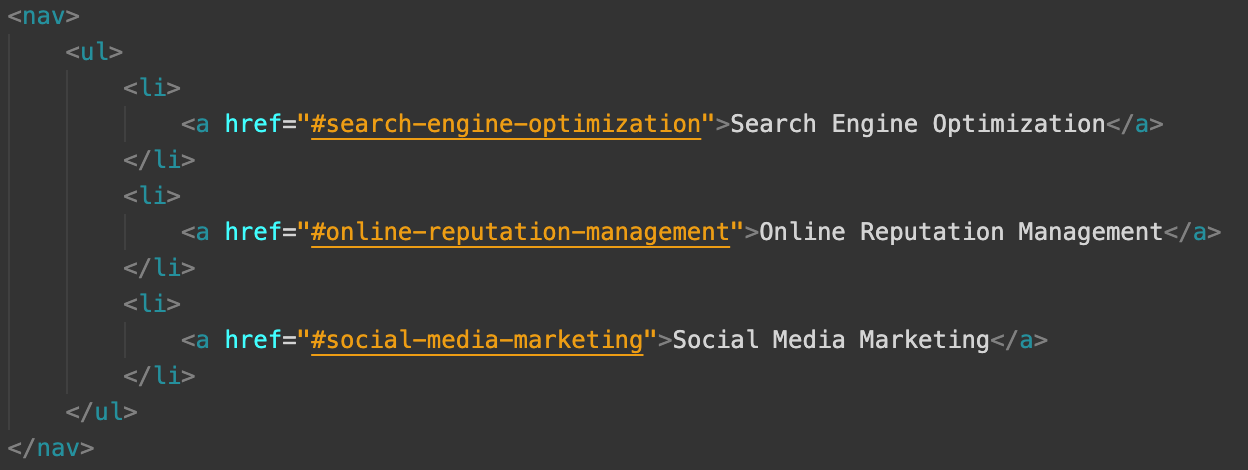 <nav>
    <ul>
        <li>
            <a href="#search-engine-optimization">Search Engine Optimization</a>
        </li>
        <li>
            <a href="#online-reputation-management">Online Reputation Management</a>
        </li>
        <li>
            <a href="#social-media-marketing">Social Media Marketing</a>
        </li>
    </ul>
</nav>